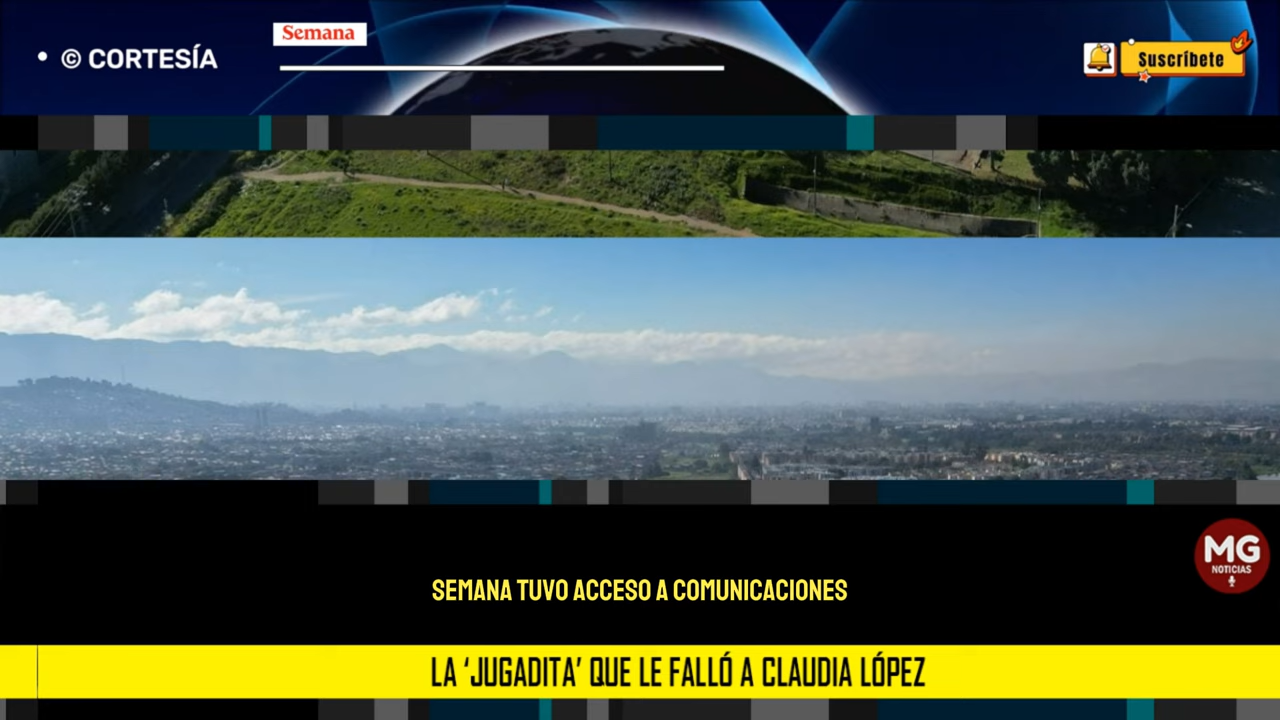 Semana
• © CORTESÍA
Suscríbete
MG
NOTICIAS
SEMANA TUVO ACCESO A COMUNICACIONES
LA ‘JUGADITA’ QUE LE FALLÓ A CLAUDIA LÓPEZ